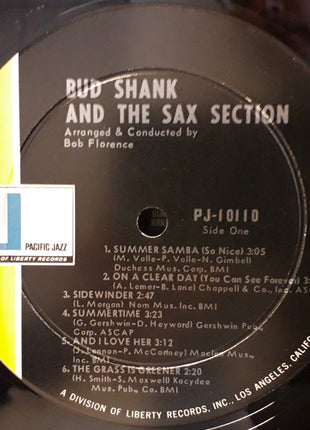 BUD SHANK
AND THE SAX SECTION
Arranged & Conducted by
Bob Florence
PJ-10110
Side One
J
PACIFIC JAZZ
OF LIBERTY RECORDS
1. SUMMER SAMBA (So Nice) 3:05
(M. Valle-P. Valle-N. Gimbel)
Duchess Mus. Corp. BMI
2. ON A CLEAR DAY (You Can See Forever) 3
(A. Lemer-B. Lane) Chappell & Co., Inc. AS
3. SIDEWINDER 2:47
(L. Morgan) Nom Mus. Inc. BMI
4. SUMMERTIME 3:23
(G. Gershwin-D. Heyward) Gershwin Pub.
Corp. ASCAP
5. AND I LOVE HER 3:12
(J. Lennon-P. McCartney) Maclen Mus.
Inc. BMI
6. THE GRASS IS GREENER 2:20
(H. Smith-S. Maxwell) Kocydee
Mus. Pub., Co. BMI
A DIVISION OF LIBERTY RECORDS, INC., LOS ANGELES, CALIF